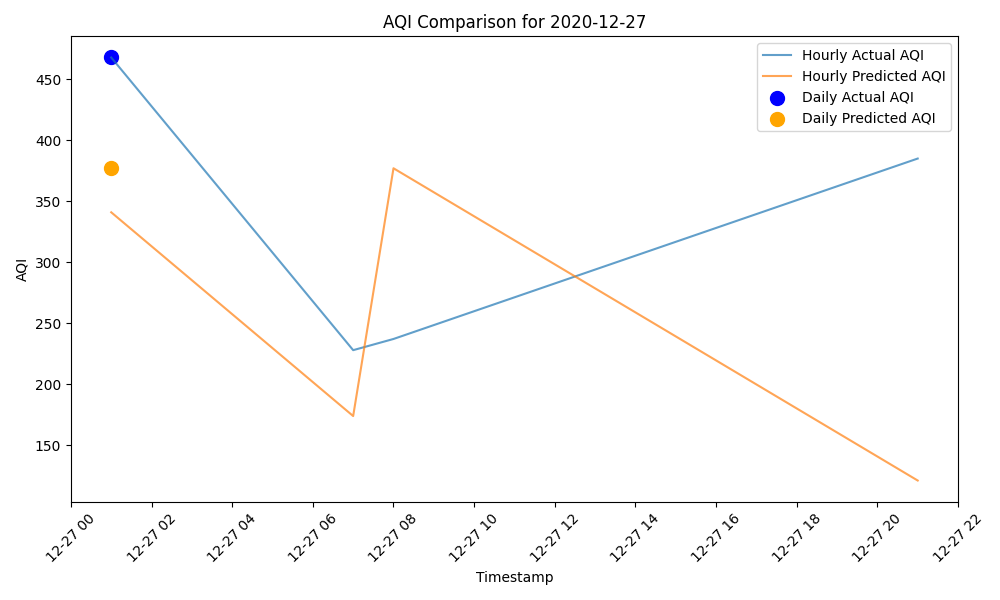 AQI Comparison for 2020-12-27
Hourly Actual AQI
Hourly Predicted AQI
Daily Actual AQI
Daily Predicted AQI
AQI
450
400
350
300
250
200
150
12-27 00
12-27 02
12-27 04
12-27 06
12-27 08
12-27 10
12-27 12
12-27 14
12-27 16
12-27 18
12-27 20
12-27 22
Timestamp